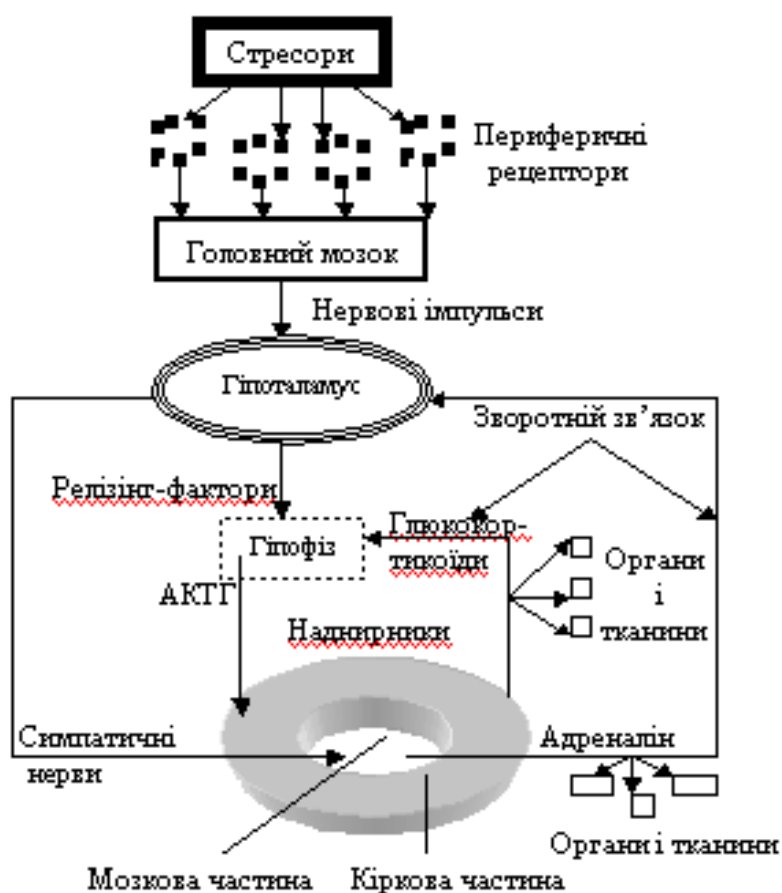 Стресори
Периферичні
рецептори
Головний мозок
Нервові імпульси
Гіпоталамус
Зворотній зв’язок
Релізінг-фактори
Глюкокор-
тикоїди
Гіпофіз
Органи
і
тканини
АКТГ
Наднирники
Симпатичні
нерви
Адреналін
Органи і тканини
Мозкова частина
Кіркова частина